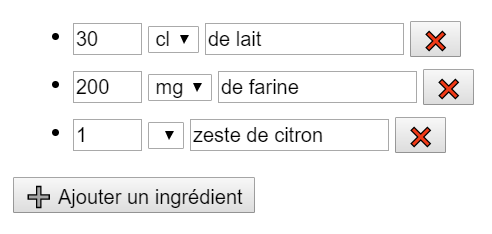 30 cl de lait
200 mg de farine
1 zeste de citron
Ajouter un ingrédient